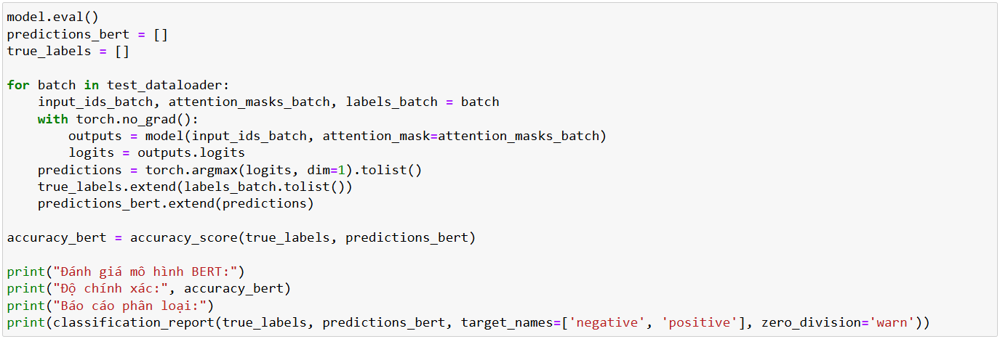 model.eval()
predictions_bert = []
true_labels = []
for batch in test_dataloader:
    input_ids_batch, attention_masks_batch, labels_batch = batch
    with torch.no_grad():
        outputs = model(input_ids_batch, attention_mask=attention_masks_batch)
        logits = outputs.logits
    predictions = torch.argmax(logits, dim=1).tolist()
    true_labels.extend(labels_batch.tolist())
    predictions_bert.extend(predictions)
accuracy_bert = accuracy_score(true_labels, predictions_bert)
print("Đánh giá mô hình BERT:")
print("Độ chính xác:", accuracy_bert)
print("Báo cáo phân loại:")
print(classification_report(true_labels, predictions_bert, target_names=['negative', 'positive'], zero_division='warn'))